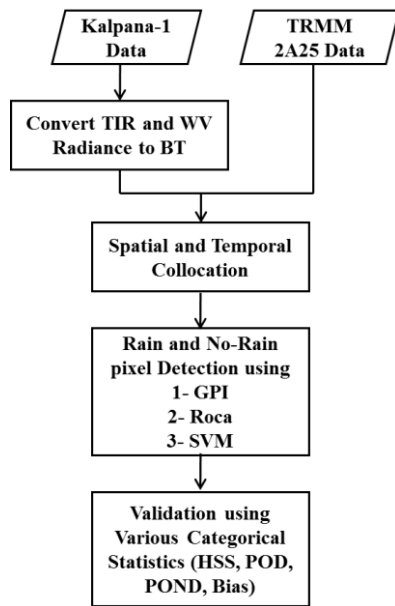 Kalpana-1
Data
TRMM
2A25 Data
Convert TIR and WV
Radiance to BT
Spatial and Temporal
Collocation
Rain and No-Rain
pixel Detection using
1- GPI
2- Roca
3- SVM
Validation using
Various Categorical
Statistics (HSS, POD,
POND, Bias)